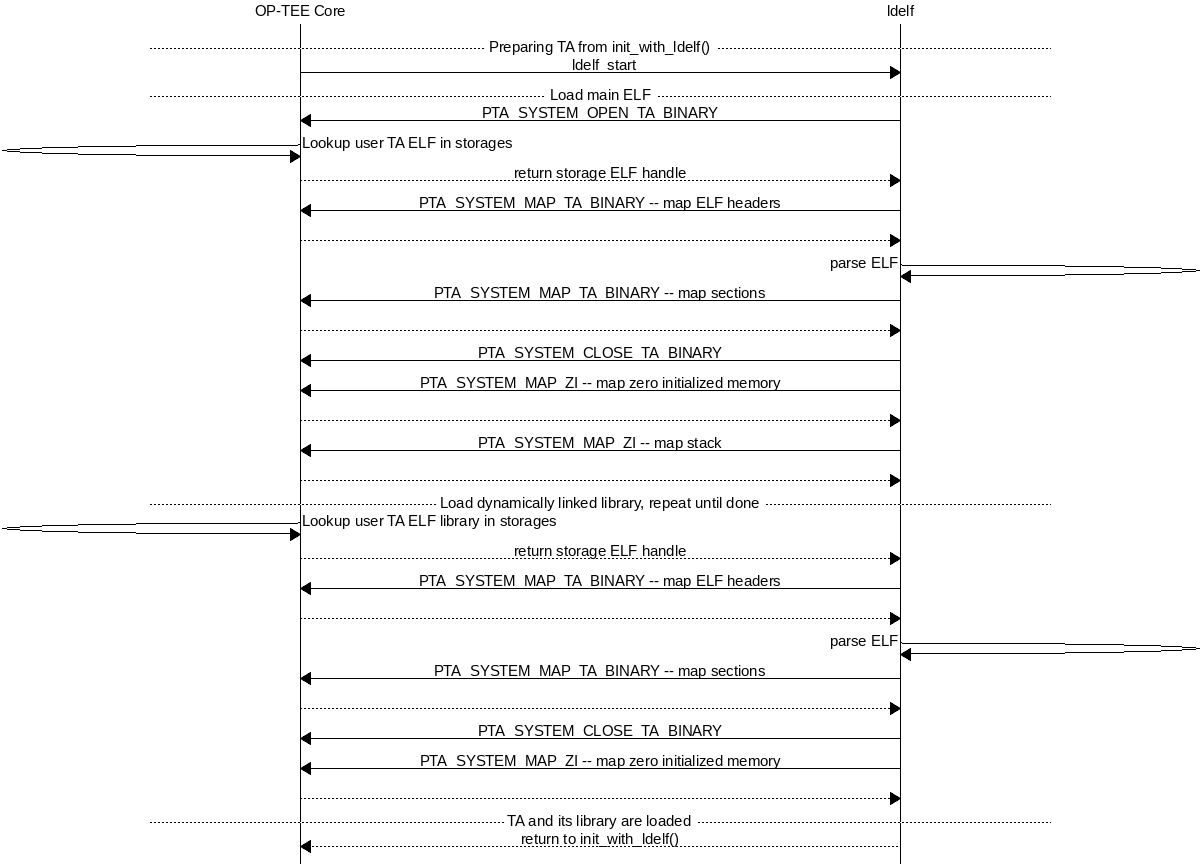 OP-TEE Core
ldelf
Preparing TA from init_with_ldelf()
ldelf_start
Load main ELF
PTA_SYSTEM_OPEN_TA_BINARY
Lookup user TA ELF in storages
return storage ELF handle
PTA_SYSTEM_MAP_TA_BINARY -- map ELF headers
parse ELF
PTA_SYSTEM_MAP_TA_BINARY -- map sections
PTA_SYSTEM_CLOSE_TA_BINARY
PTA_SYSTEM_MAP_ZI -- map zero initialized memory
PTA_SYSTEM_MAP_ZI -- map stack
Load dynamically linked library, repeat until done
Lookup user TA ELF library in storages
return storage ELF handle
PTA_SYSTEM_MAP_TA_BINARY -- map ELF headers
parse ELF
PTA_SYSTEM_MAP_TA_BINARY -- map sections
PTA_SYSTEM_CLOSE_TA_BINARY
PTA_SYSTEM_MAP_ZI -- map zero initialized memory
TA and its library are loaded
return to init_with_ldelf()